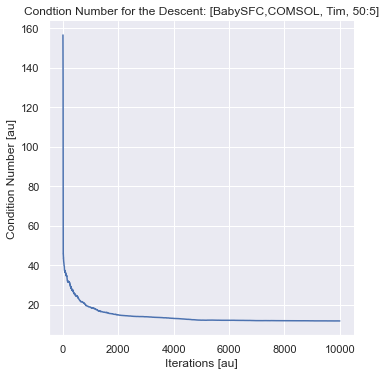 Condtion Number for the Descent: [BabySFC,COMSOL, Tim, 50:5]
160
140
120
100
80
60
40
20
Condition Number [au]
0 2000 4000 6000 8000 10000
Iterations [au]